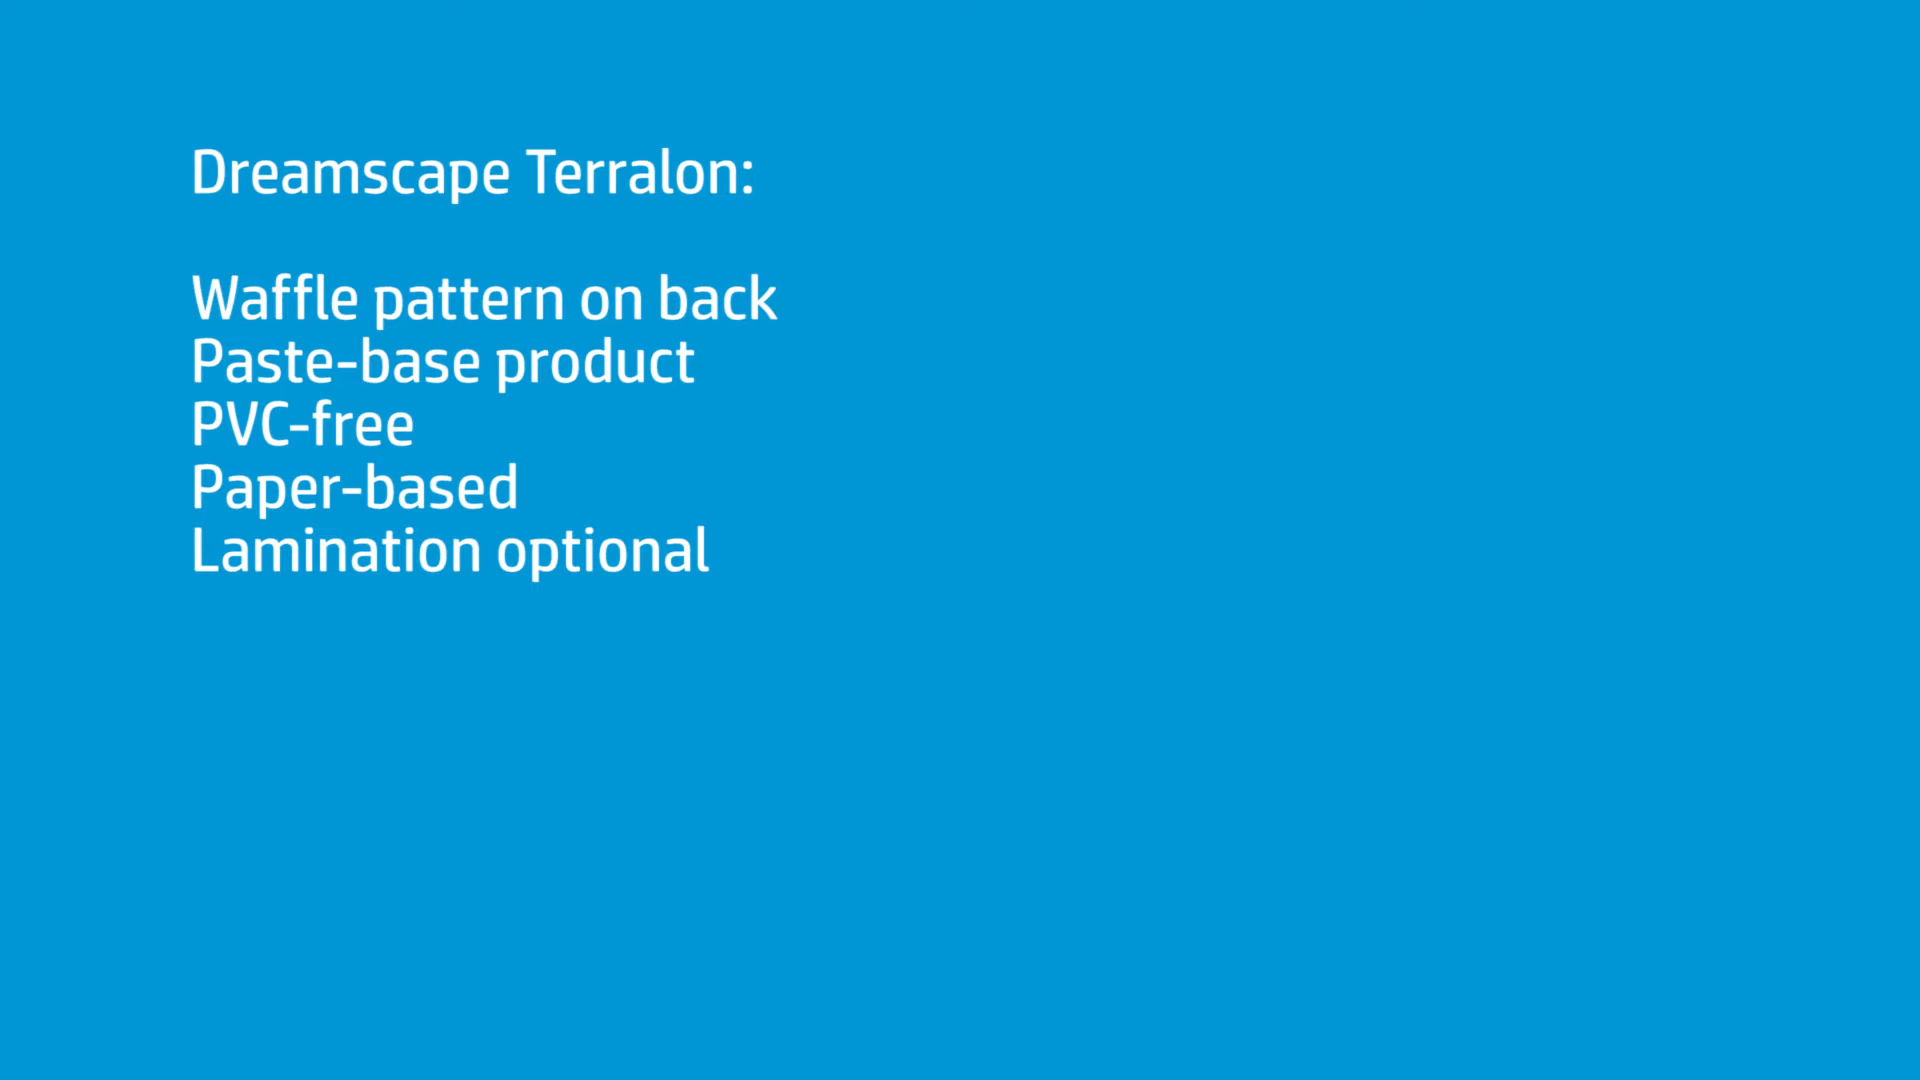 Dreamscape Terralon:
Waffle pattern on back
Paste-base product
PVC-free
Paper-based
Lamination optional